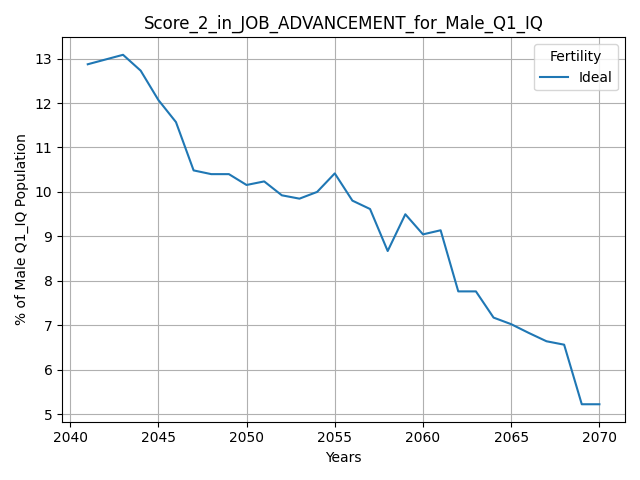 Score_2_in_JOB_ADVANCEMENT_for_Male_Q1_IQ
Fertility
Ideal
% of Male Q1_IQ Population
13
12
11
10
9
8
7
6
5
2040 2045 2050 2055 2060 2065 2070
Years